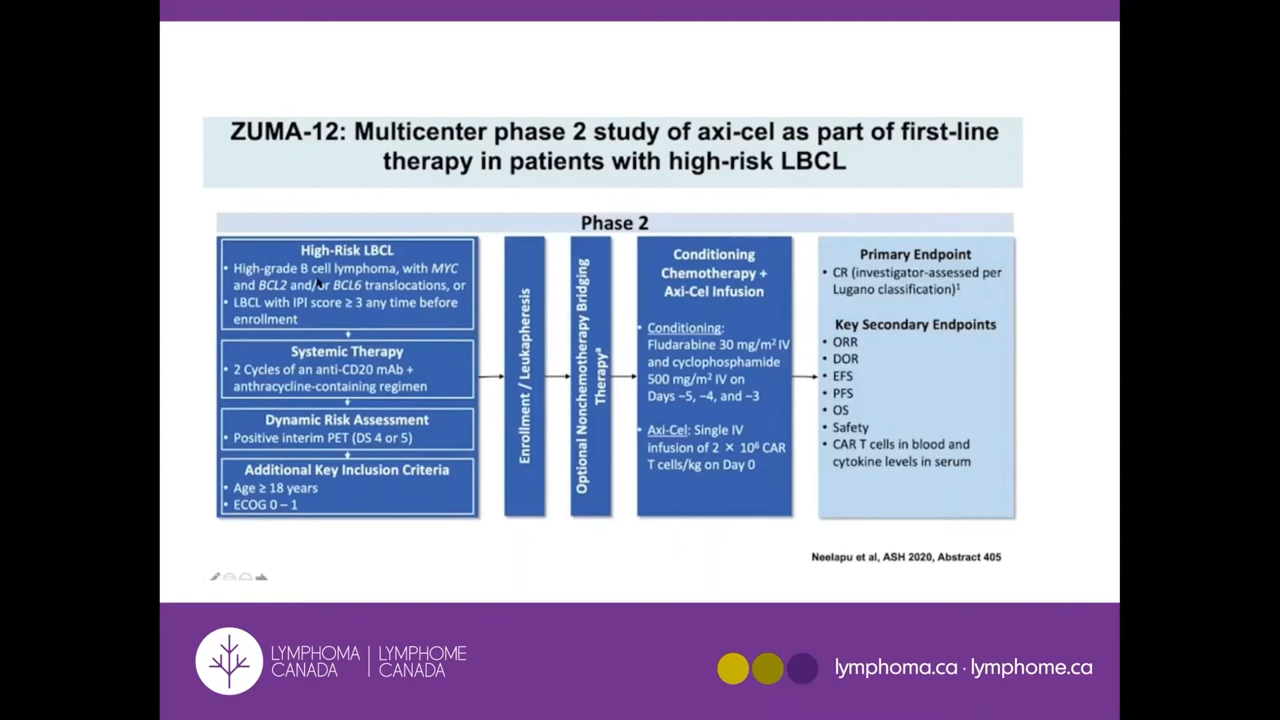 ZUMA-12: Multicenter phase 2 study of axi-cel as part of first-line
therapy in patients with high-risk LBCL
Phase 2
High-Risk LBCL
• High-grade B cell lymphoma, with MYC
and BCL2 and/or BCL6 translocations, or
• LBCL with IPI score ≥ 3 any time before
enrollment
Systemic Therapy
• 2 Cycles of an anti-CD20 mAb +
anthracycline-containing regimen
Dynamic Risk Assessment
• Positive interim PET (DS 4 or 5)
Additional Key Inclusion Criteria
• Age ≥ 18 years
• ECOG 0 – 1
Enrollment / Leukapheresis
Optional Nonchemotherapy Bridging
Therapyª
Conditioning
Chemotherapy +
Axi-Cel Infusion
• Conditioning:
Fludarabine 30 mg/m² IV
and cyclophosphamide
500 mg/m² IV on
Days −5, −4, and −3
• Axi-Cel: Single IV
infusion of 2 × 10⁶ CAR
T cells/kg on Day 0
Primary Endpoint
• CR (investigator-assessed per
Lugano classification)¹
Key Secondary Endpoints
• ORR
• DOR
• EFS
• PFS
• OS
• Safety
• CAR T cells in blood and
cytokine levels in serum
Neelapu et al, ASH 2020, Abstract 405
LYMPHOMA
CANADA
LYMPHOME
CANADA
lymphoma.ca · lymphome.ca